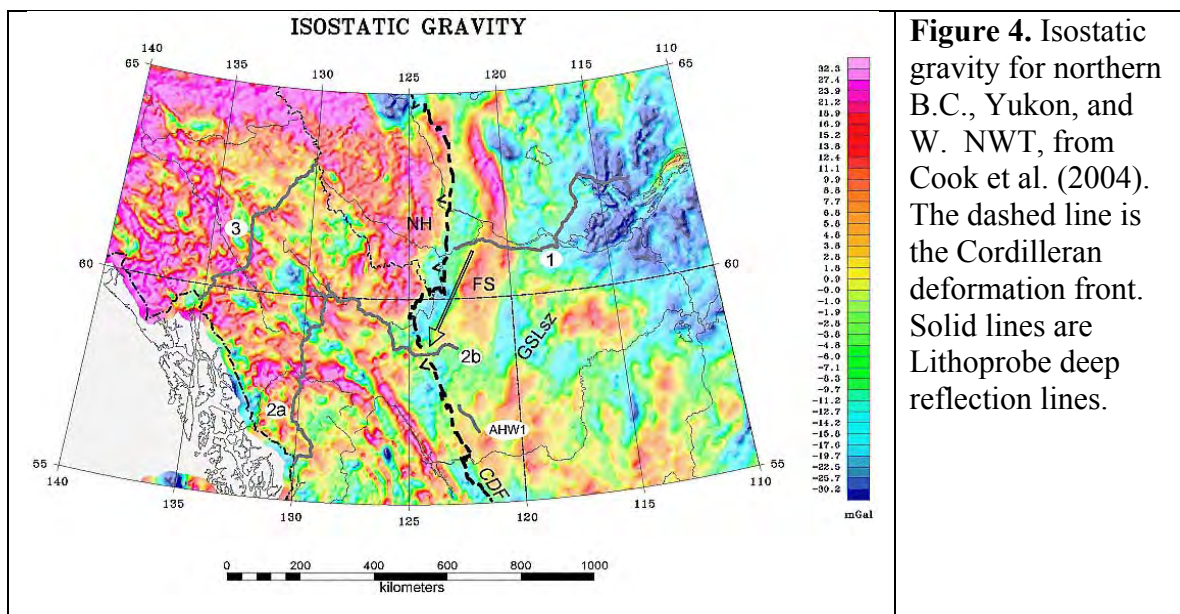 ISOSTATIC GRAVITY
140
65
135
130
125
120
115
110
65
32.3
27.4
23.9
21.2
18.9
16.9
15.2
13.8
12.4
11.1
9.9
8.8
7.8
6.8
5.8
4.8
3.8
2.8
1.8
0.9
-0.0
-1.0
-1.9
-2.8
-3.8
-4.8
-6.0
-7.1
-8.3
-9.7
-11.2
-12.7
-14.2
-15.8
-17.6
-19.7
-22.5
-25.7
-30.2
mGal
NH
3
1
60
60
FS
GSLsz
2b
2a
AHW1
CDF
55
55
140
135
130
125
120
115
110
0 200 400 600 800 1000
kilometers
Figure 4. Isostatic
gravity for northern
B.C., Yukon, and
W. NWT, from
Cook et al. (2004).
The dashed line is
the Cordilleran
deformation front.
Solid lines are
Lithoprobe deep
reflection lines.